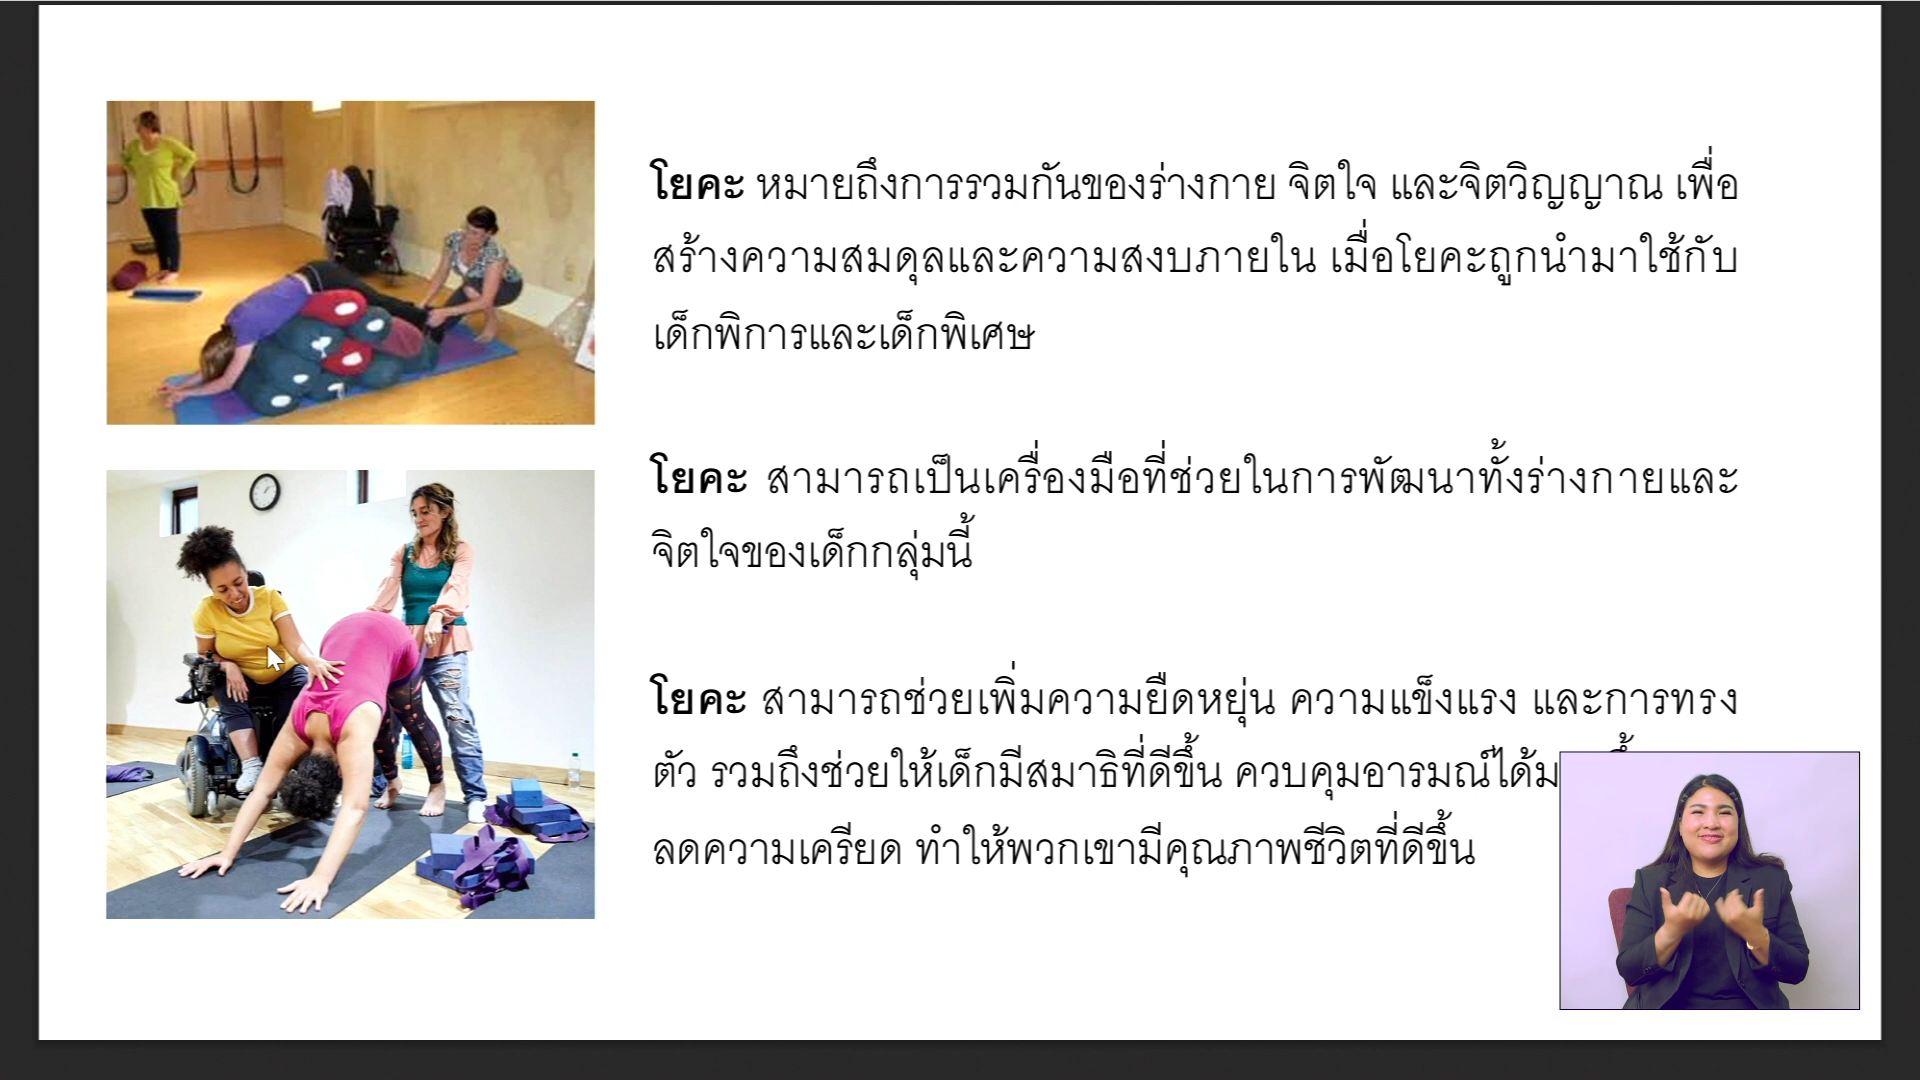 โยคะ หมายถึงการรวมกันของร่างกาย จิตใจ และจิตวิญญาณ เพื่อ
สร้างความสมดุลและความสงบภายใน เมื่อโยคะถูกนำมาใช้กับ
เด็กพิการและเด็กพิเศษ
โยคะ สามารถเป็นเครื่องมือที่ช่วยในการพัฒนาทั้งร่างกายและ
จิตใจของเด็กกลุ่มนี้
โยคะ สามารถช่วยเพิ่มความยืดหยุ่น ความแข็งแรง และการทรง
ตัว รวมถึงช่วยให้เด็กมีสมาธิที่ดีขึ้น ควบคุมอารมณ์ได้
ลดความเครียด ทำให้พวกเขามีคุณภาพชีวิตที่ดีขึ้น